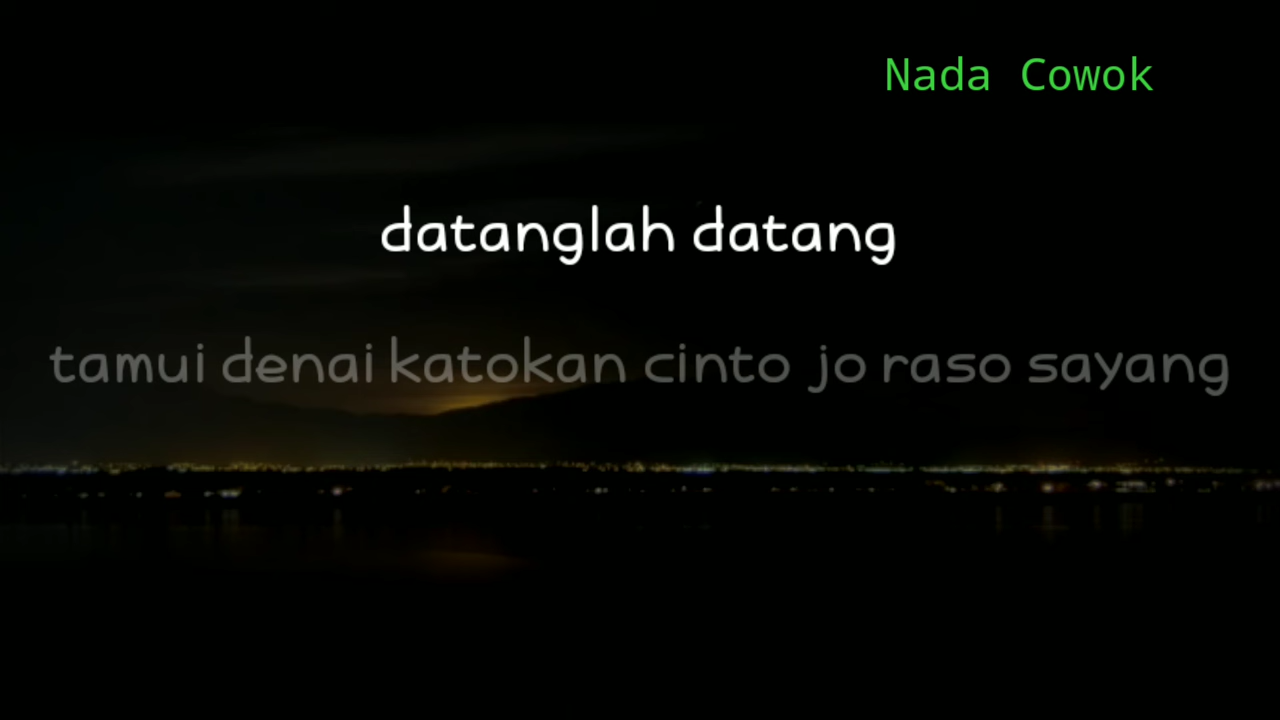 Nada Cowok
datanglah datang
tamui denai katokan cinto jo raso sayang